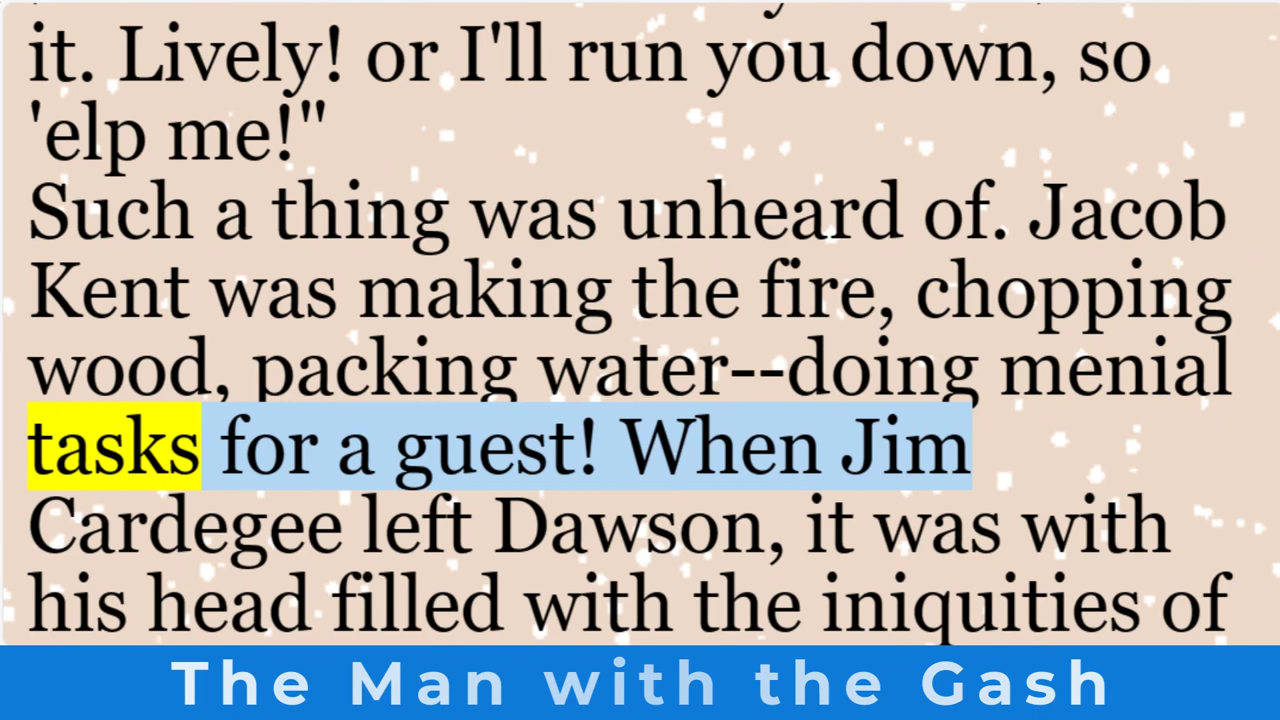 it. Lively! or I'll run you down, so
'elp me!"
Such a thing was unheard of. Jacob
Kent was making the fire, chopping
wood, packing water--doing menial
tasks for a guest! When Jim
Cardegee left Dawson, it was with
his head filled with the iniquities of
The Man with the Gash